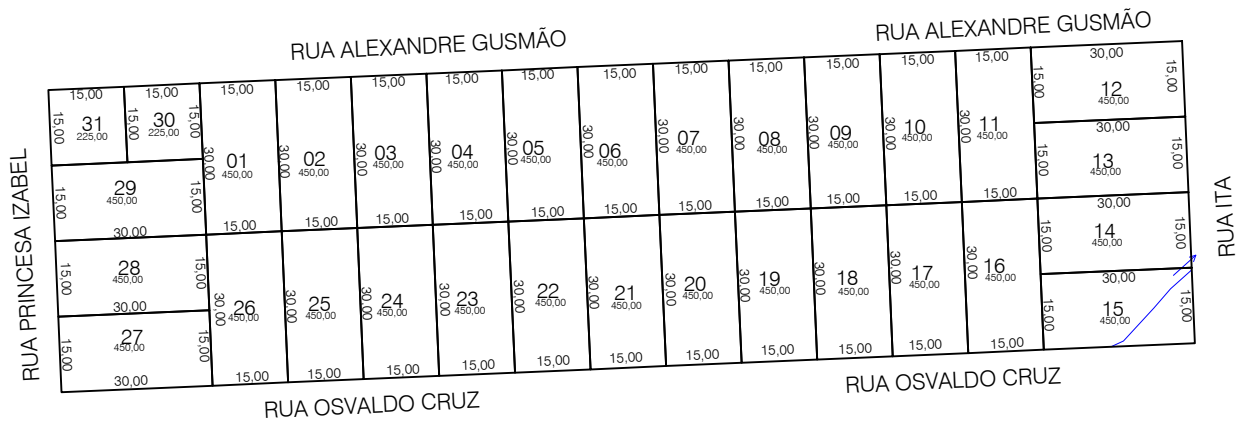 RUA ALEXANDRE GUSMÃO
RUA ALEXANDRE GUSMÃO
RUA PRINCESA IZABEL
RUA ITA
15,00 15,00 15,00 15,00 15,00 15,00 15,00 15,00 15,00 15,00 15,00 15,00 15,00 30,00
15,00 31 225,00
15,00 30 225,00 15,00
30,00 01 450,00
30,00 02 450,00
30,00 03 450,00
30,00 04 450,00
30,00 05 450,00
30,00 06 450,00
30,00 07 450,00
30,00 08 450,00
30,00 09 450,00
30,00 10 450,00
30,00 11 450,00
15,00 12 450,00 15,00
30,00
15,00 13 450,00 15,00
15,00 29 450,00 15,00
30,00
15,00 15,00 15,00 15,00 15,00 15,00 15,00 15,00 15,00 15,00 15,00
30,00
15,00 14 450,00 15,00
15,00 28 450,00 15,00
30,00
30,00 26 450,00
30,00 25 450,00
30,00 24 450,00
30,00 23 450,00
30,00 22 450,00
30,00 21 450,00
30,00 20 450,00
30,00 19 450,00
30,00 18 450,00
30,00 17 450,00
30,00 16 450,00
30,00
15,00 15 450,00 15,00
15,00 27 450,00 15,00
30,00
15,00 15,00 15,00 15,00 15,00 15,00 15,00 15,00 15,00 15,00 15,00
RUA OSVALDO CRUZ
RUA OSVALDO CRUZ